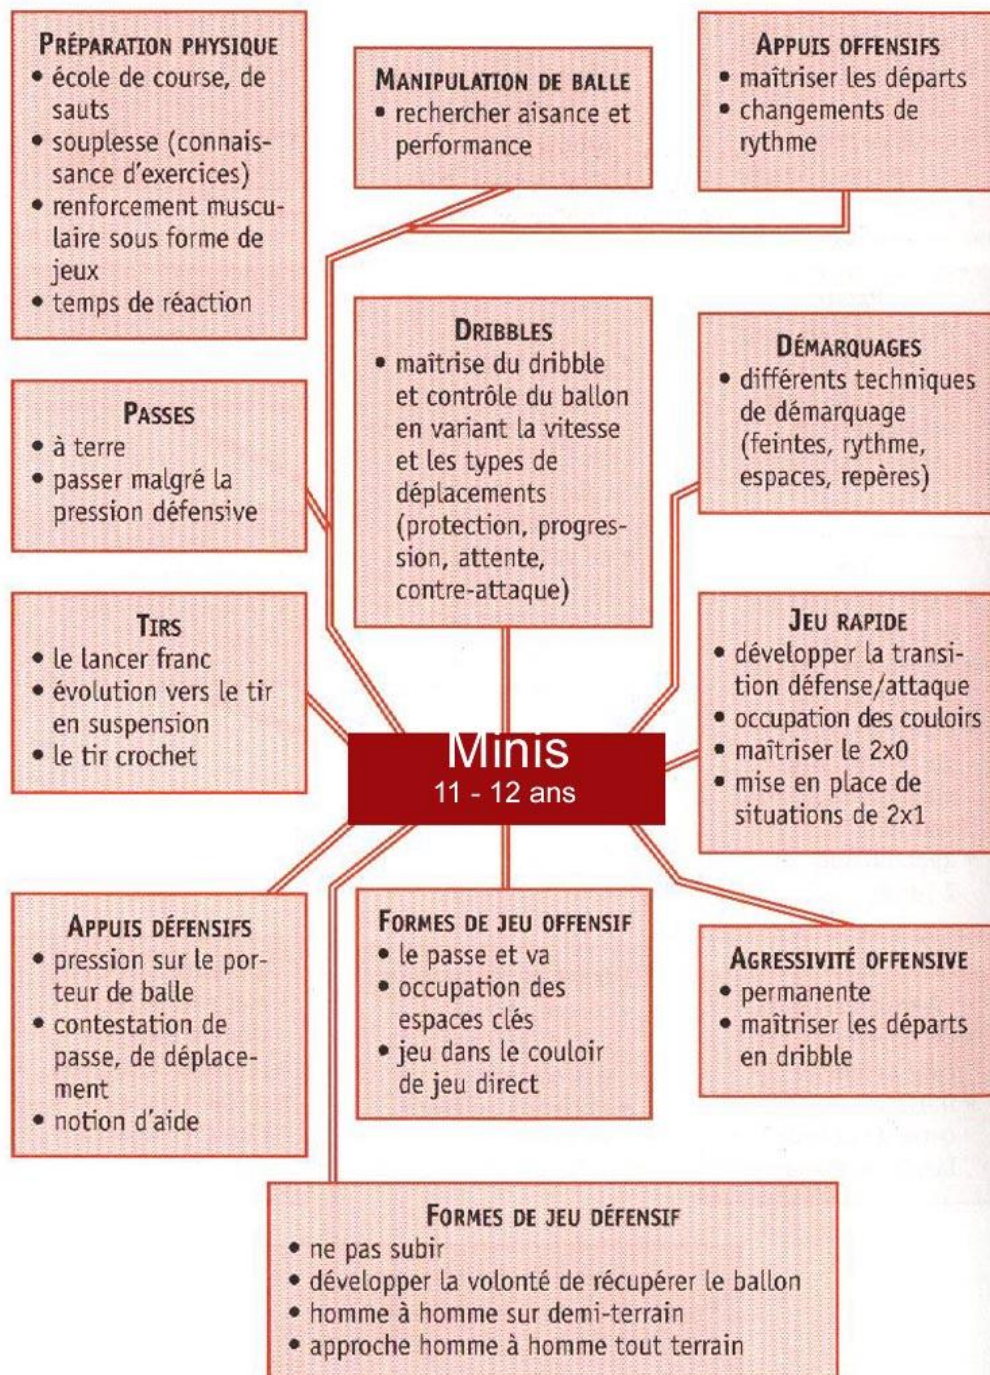 PRÉPARATION PHYSIQUE
• école de course, de
sauts
• souplesse (connais-
sance d'exercices)
• renforcement muscu-
laire sous forme de
jeux
• temps de réaction
MANIPULATION DE BALLE
• rechercher aisance et
performance
APPUIS OFFENSIFS
• maîtriser les départs
• changements de
rythme
PASSES
• à terre
• passer malgré la
pression défensive
DRIBBLES
• maîtrise du dribble
et contrôle du ballon
en variant la vitesse
et les types de
déplacements
(protection, progres-
sion, attente,
contre-attaque)
DÉMARQUAGES
• différents techniques
de démarquage
(feintes, rythme,
espaces, repères)
TIRS
• le lancer franc
• évolution vers le tir
en suspension
• le tir crochet
JEU RAPIDE
• développer la transi-
tion défense/attaque
• occupation des couloirs
• maîtriser le 2x0
• mise en place de
situations de 2x1
Minis
11 - 12 ans
APPUIS DÉFENSIFS
• pression sur le por-
teur de balle
• contestation de
passe, de déplace-
ment
• notion d'aide
FORMES DE JEU OFFENSIF
• le passe et va
• occupation des
espaces clés
• jeu dans le couloir
de jeu direct
AGRESSIVITÉ OFFENSIVE
• permanente
• maîtriser les départs
en dribble
FORMES DE JEU DÉFENSIF
• ne pas subir
• développer la volonté de récupérer le ballon
• homme à homme sur demi-terrain
• approche homme à homme tout terrain